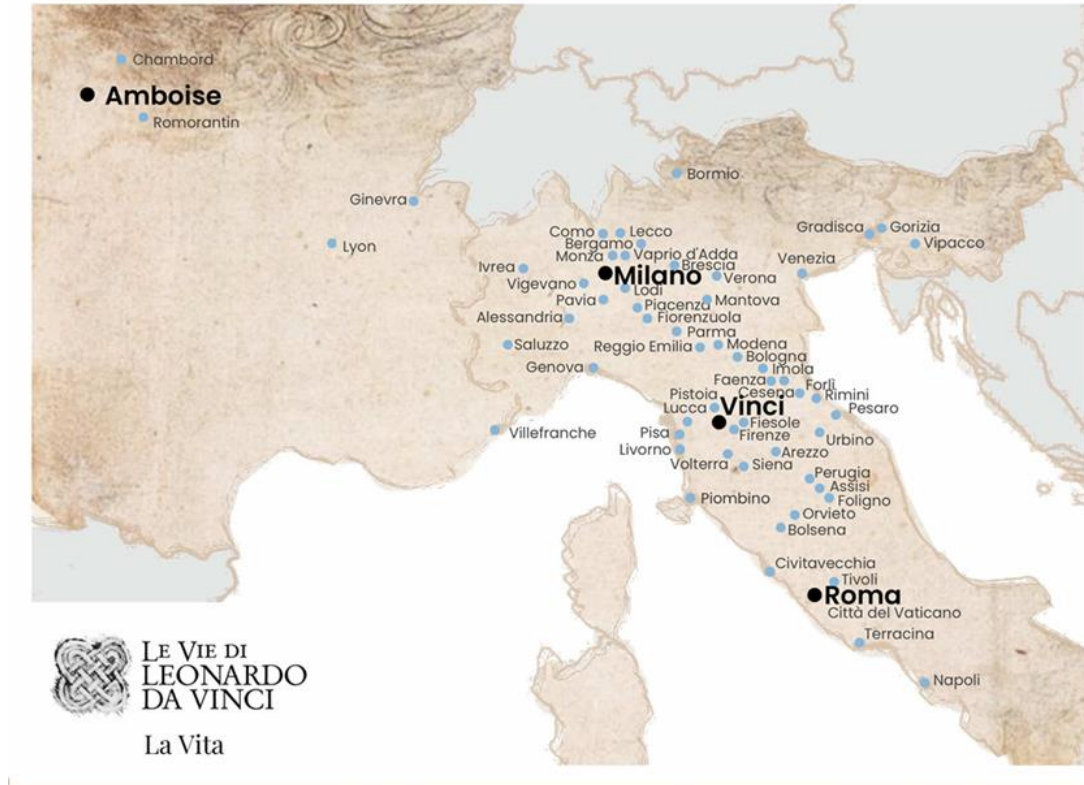 Chambord
Amboise
Romorantin
Bormio
Ginevra
Lyon
Como
Lecco
Gradisca
Gorizia
Bergamo
Vipacco
Monza
Vaprio d'Adda
Venezia
Ivrea
Brescia
Milano
Verona
Vigevano
Lodi
Pavia
Piacenza
Mantova
Alessandria
Fiorenzuola
Parma
Saluzzo
Reggio Emilia
Modena
Bologna
Genova
Imola
Faenza
Forlì
Cesena
Rimini
Pistoia
Vinci
Lucca
Pesaro
Fiesole
Villefranche
Pisa
Firenze
Urbino
Livorno
Arezzo
Volterra
Siena
Perugia
Assisi
Piombino
Foligno
Orvieto
Bolsena
Civitavecchia
Tivoli
Roma
Città del Vaticano
Terracina
Napoli
LE VIE DI
LEONARDO
DA VINCI
La Vita